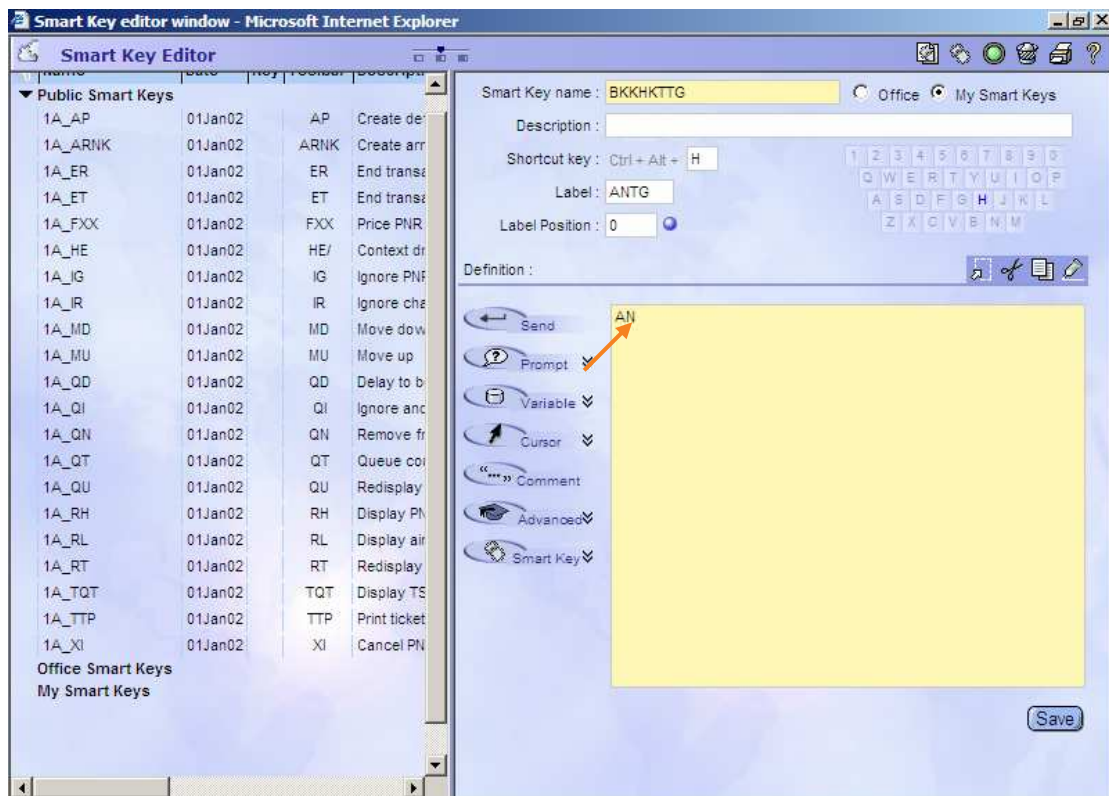 Smart Key editor window - Microsoft Internet Explorer
Smart Key Editor
▼ Public Smart Keys
1A_AP 01Jan02 AP Create de
1A_ARNK 01Jan02 ARNK Create arr
1A_ER 01Jan02 ER End transa
1A_ET 01Jan02 ET End transa
1A_FXX 01Jan02 FXX Price PNR
1A_HE 01Jan02 HE/ Context dr
1A_IG 01Jan02 IG Ignore PNR
1A_IR 01Jan02 IR Ignore cha
1A_MD 01Jan02 MD Move dow
1A_MU 01Jan02 MU Move up
1A_QD 01Jan02 QD Delay to b
1A_QI 01Jan02 QI Ignore and
1A_QN 01Jan02 QN Remove fr
1A_QT 01Jan02 QT Queue cou
1A_QU 01Jan02 QU Redisplay
1A_RH 01Jan02 RH Display PN
1A_RL 01Jan02 RL Display air
1A_RT 01Jan02 RT Redisplay
1A_TQT 01Jan02 TQT Display TS
1A_TTP 01Jan02 TTP Print ticket
1A_XI 01Jan02 XI Cancel PN
Office Smart Keys
My Smart Keys
Smart Key name : BKKHKTTG Office My Smart Keys
Description :
Shortcut key : Ctrl + Alt + H
Label : ANTG
Label Position : 0
1 2 3 4 5 6 7 8 9 0
Q W E R T Y U I O P
A S D F G H J K L
Z X C V B N M
Definition :
AN
Send
Prompt
Variable
Cursor
“...” Comment
Advanced
Smart Key
Save